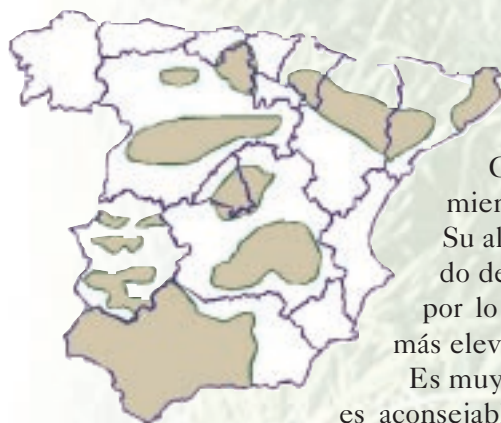 mien
Su al
do de
por lo
más elev
Es muy
es aconsejab